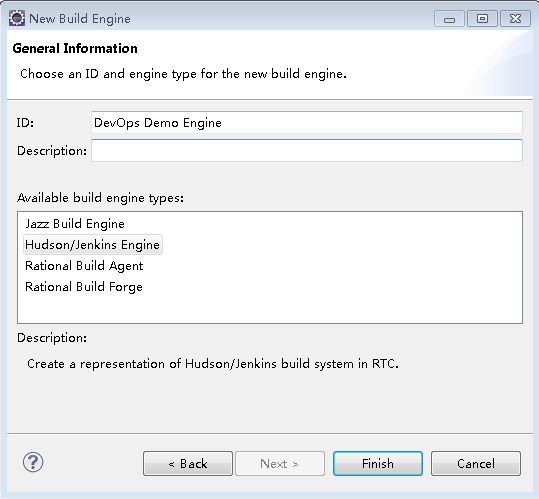 New Build Engine
General Information
Choose an ID and engine type for the new build engine.
ID: DevOps Demo Engine
Description:
Available build engine types:
Jazz Build Engine
Hudson/Jenkins Engine
Rational Build Agent
Rational Build Forge
Description:
Create a representation of Hudson/Jenkins build system in RTC.
? < Back Next > Finish Cancel